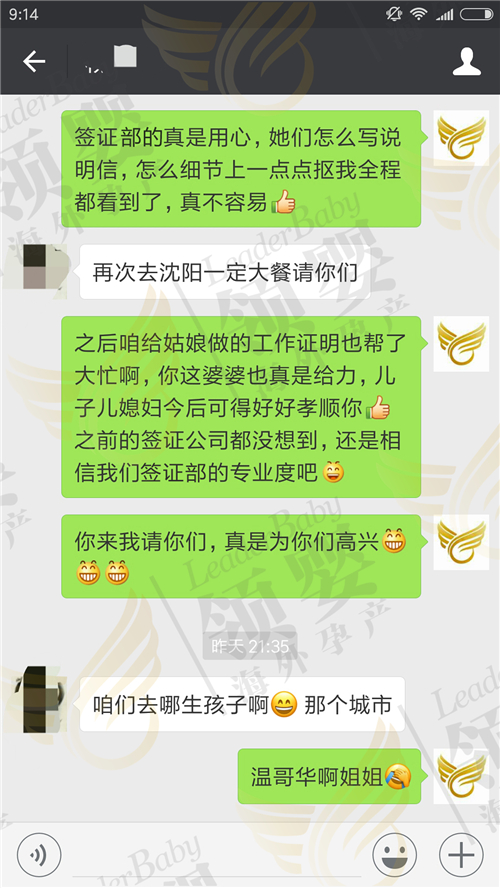 9:14
签证部的真是用心，她们怎么写说
明信，怎么细节上一点点抠我全程
都看到了，真不容易👍
再次去沈阳一定大餐请你们
之后咱给姑娘做的工作证明也帮了
大忙啊，你这婆婆也真是给力，儿
子儿媳妇今后可得好好孝顺你👍
之前的签证公司都没想到，还是相
信我们签证部的专业度吧😄
你来我请你们，真是为你们高兴😁
😁😁
昨天 21:35
咱们去哪生孩子啊😄 那个城市
温哥华啊姐姐😂
LeaderBaby
领婴
海外孕产